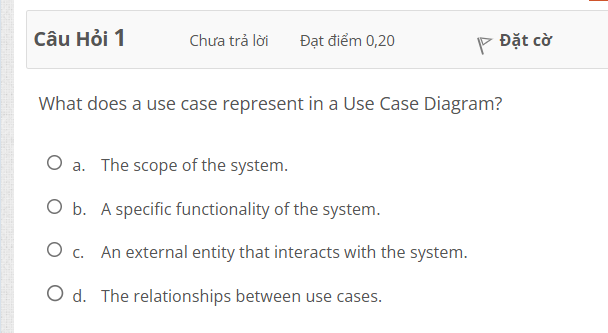 Câu Hỏi 1 Chưa trả lời Đạt điểm 0,20 Đặt cờ
What does a use case represent in a Use Case Diagram?
a. The scope of the system.
b. A specific functionality of the system.
c. An external entity that interacts with the system.
d. The relationships between use cases.